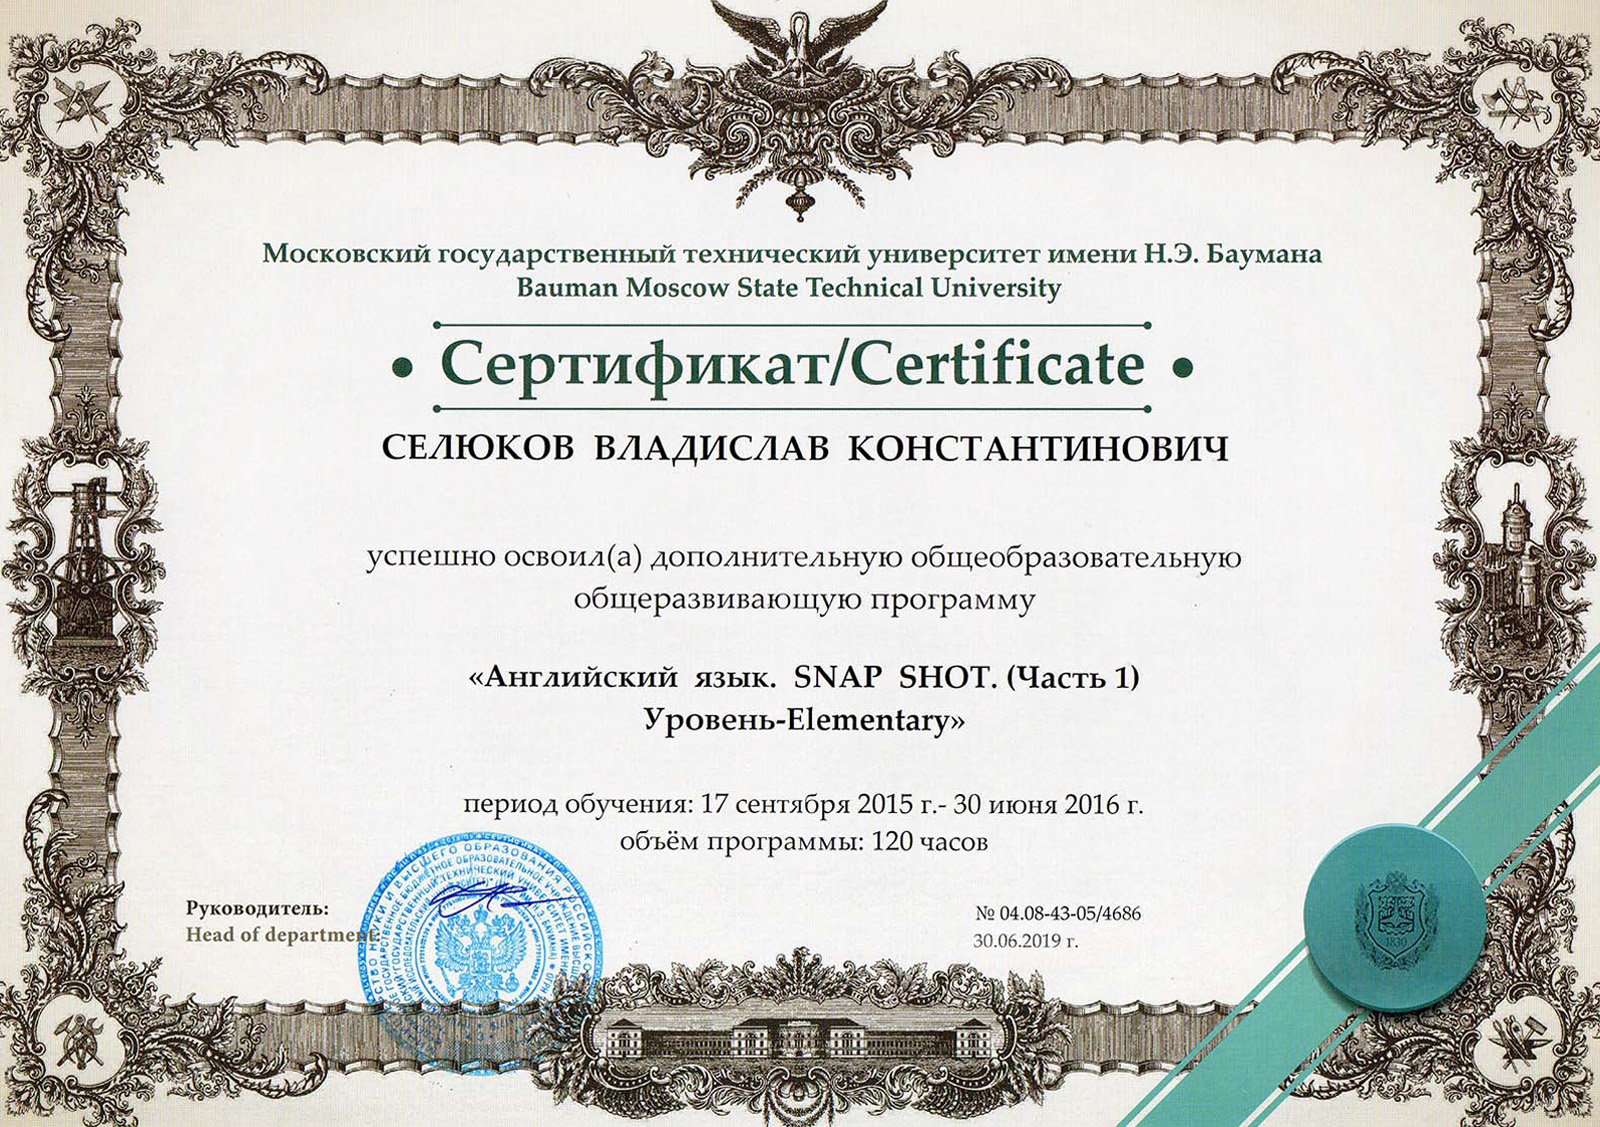 Московский государственный технический университет имени Н.Э. Баумана
Bauman Moscow State Technical University
• Сертификат/Certificate •
СЕЛЮКОВ ВЛАДИСЛАВ КОНСТАНТИНОВИЧ
успешно освоил(а) дополнительную общеобразовательную
общеразвивающую программу
«Английский язык. SNAP SHOT. (Часть 1)
Уровень-Elementary»
период обучения: 17 сентября 2015 г.- 30 июня 2016 г.
объём программы: 120 часов
Руководитель:
Head of department:
№ 04.08-43-05/4686
30.06.2019 г.
1830